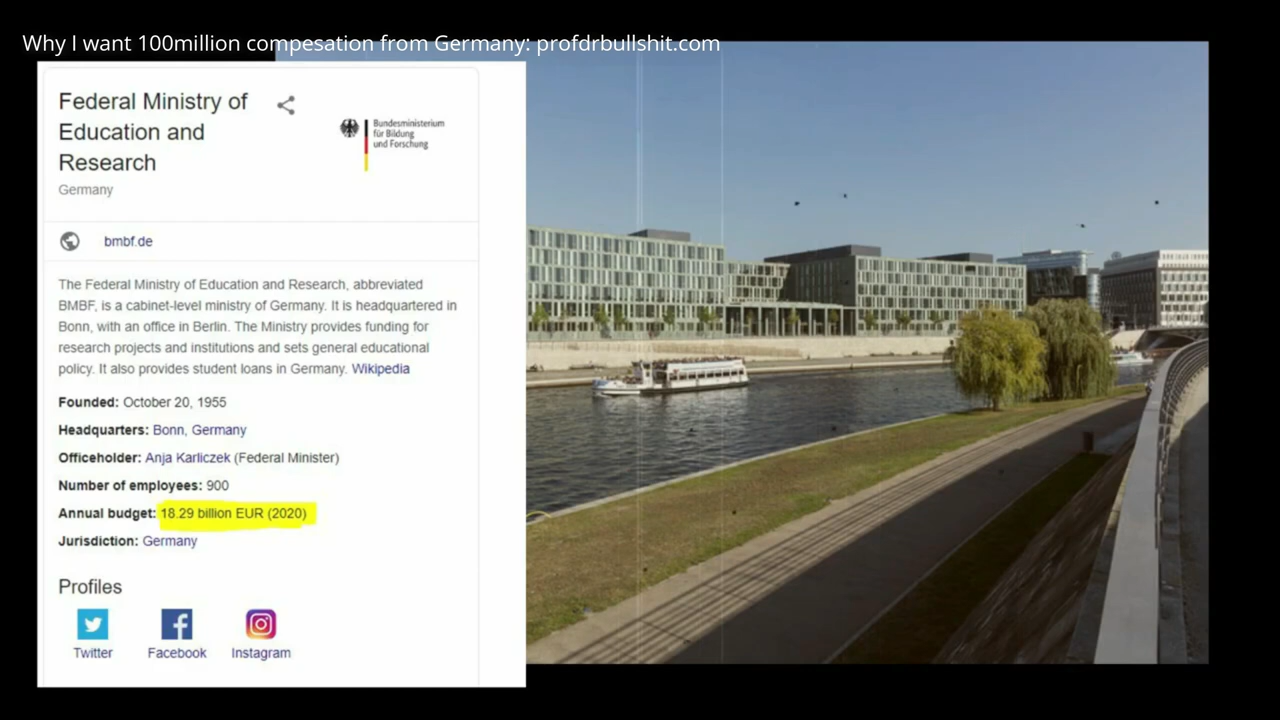 Why I want 100million compesation from Germany: profdrbullshit.com
Federal Ministry of
Education and
Research
Germany
Bundesministerium
für Bildung
und Forschung
bmbf.de
The Federal Ministry of Education and Research, abbreviated
BMBF, is a cabinet-level ministry of Germany. It is headquartered in
Bonn, with an office in Berlin. The Ministry provides funding for
research projects and institutions and sets general educational
policy. It also provides student loans in Germany. Wikipedia
Founded: October 20, 1955
Headquarters: Bonn, Germany
Officeholder: Anja Karliczek (Federal Minister)
Number of employees: 900
Annual budget: 18.29 billion EUR (2020)
Jurisdiction: Germany
Profiles
Twitter
Facebook
Instagram